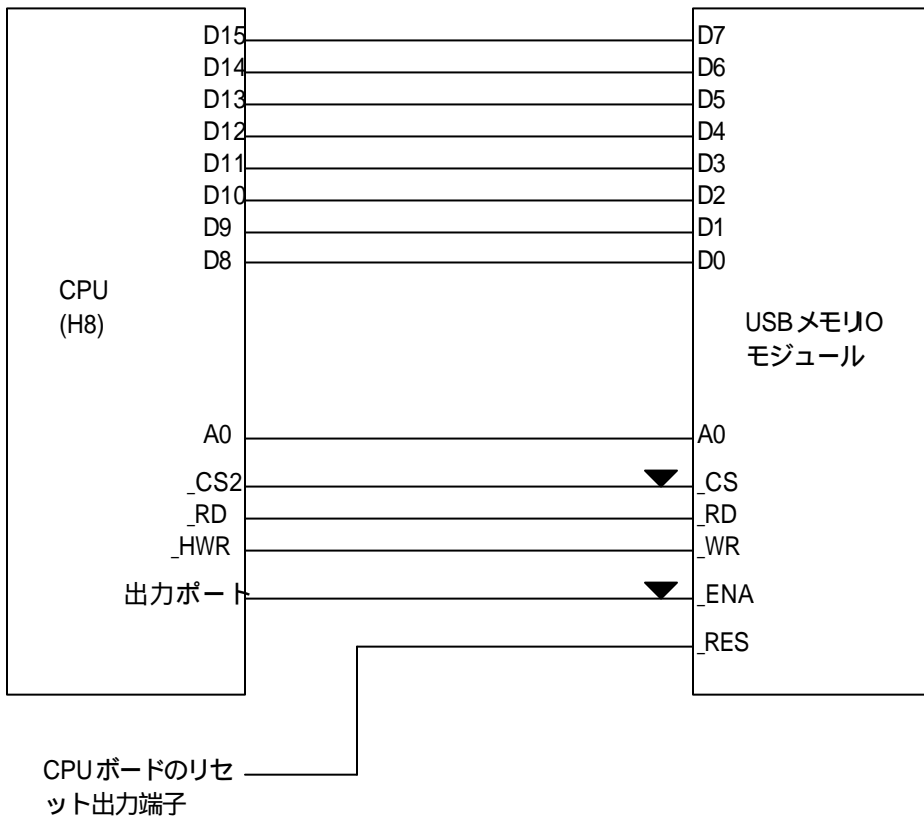 D15 D7
D14 D6
D13 D5
D12 D4
D11 D3
D10 D2
D9 D1
D8 D0
CPU
(H8)
USBメモリIO
モジュール
A0 A0
_CS2 _CS
_RD _RD
_HWR _WR
出力ポート _ENA
_RES
CPUボードのリセ
ット出力端子